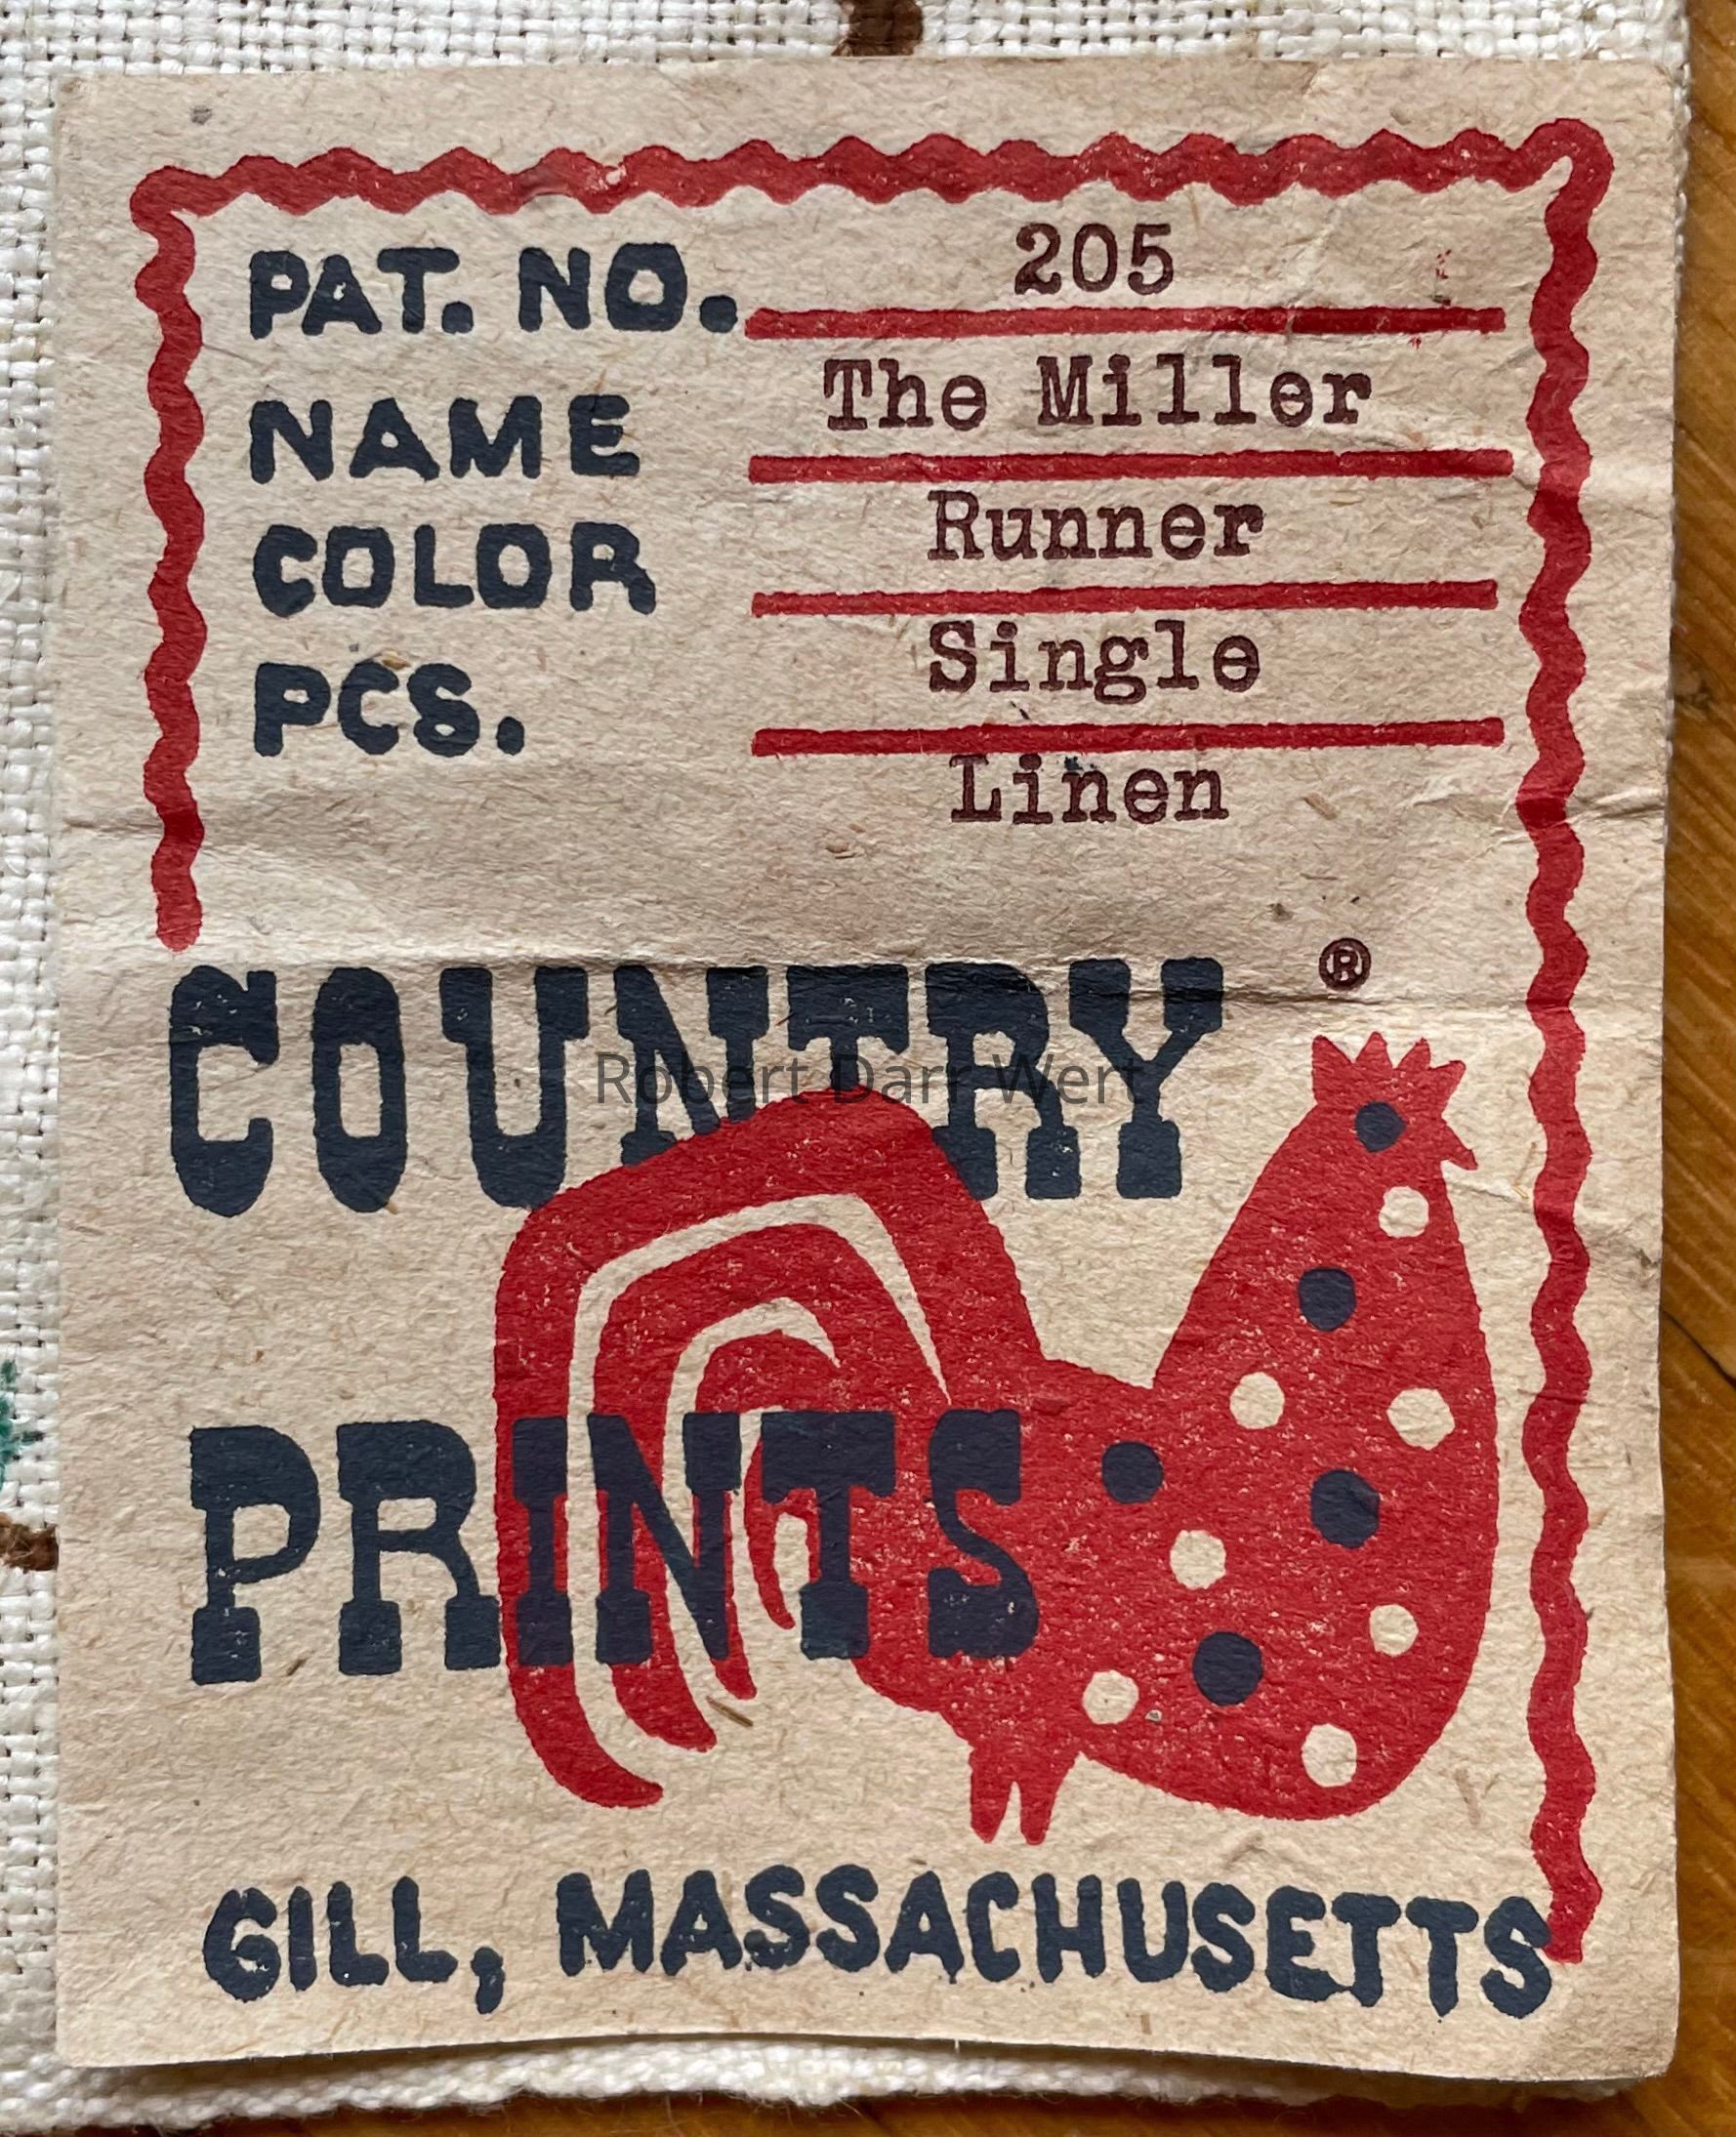 PAT. NO. 205
NAME The Miller
COLOR Runner
PCS. Single
Linen
COUNTRY ®
PRINTS
GILL, MASSACHUSETTS
Robert Darr Wert